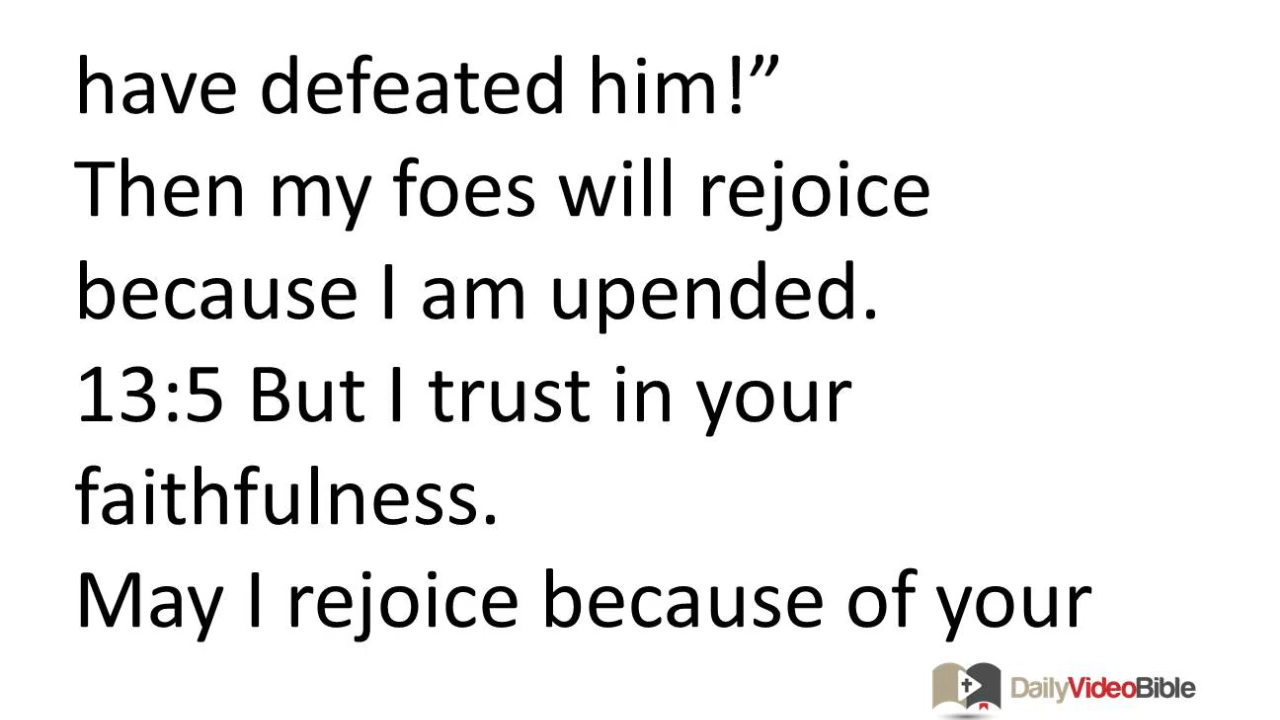 have defeated him!”
Then my foes will rejoice
because I am upended.
13:5 But I trust in your
faithfulness.
May I rejoice because of your
DailyVideoBible